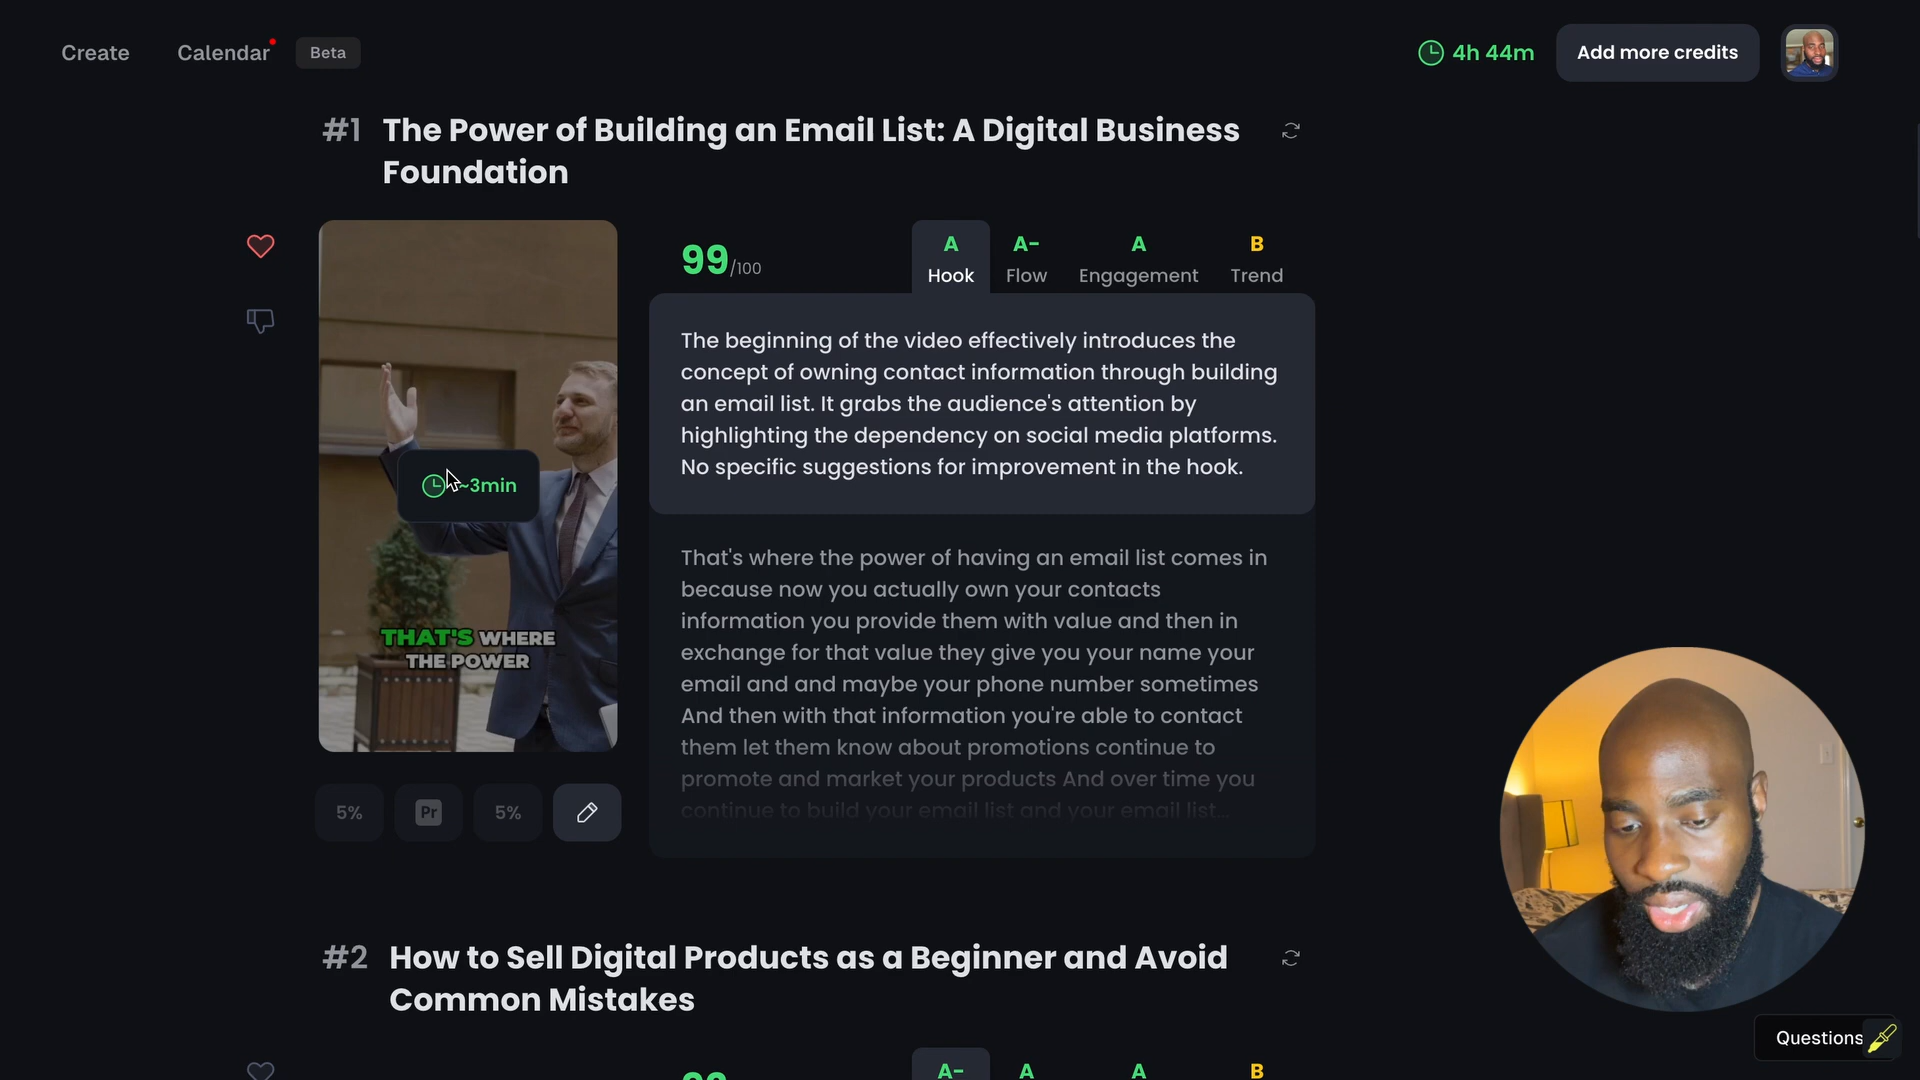 Create
Calendar
Beta
4h 44m
Add more credits
#1
The Power of Building an Email List: A Digital Business
Foundation
99/100
A
Hook
A-
Flow
A
Engagement
B
Trend
The beginning of the video effectively introduces the
concept of owning contact information through building
an email list. It grabs the audience's attention by
highlighting the dependency on social media platforms.
No specific suggestions for improvement in the hook.
~3min
THAT'S WHERE
THE POWER
That's where the power of having an email list comes in
because now you actually own your contacts
information you provide them with value and then in
exchange for that value they give you your name your
email and and maybe your phone number sometimes
And then with that information you're able to contact
them let them know about promotions continue to
promote and market your products And over time you
continue to build your email list and your email list...
5%
Pr
5%
#2
How to Sell Digital Products as a Beginner and Avoid
Common Mistakes
A-
A
A
B
Questions